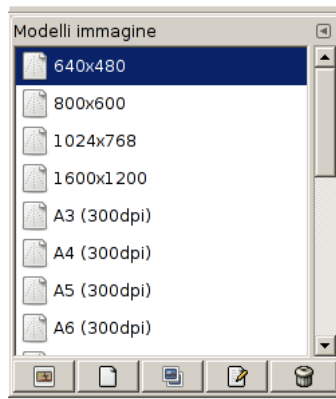 Modelli immagine
640x480
800x600
1024x768
1600x1200
A3 (300dpi)
A4 (300dpi)
A5 (300dpi)
A6 (300dpi)